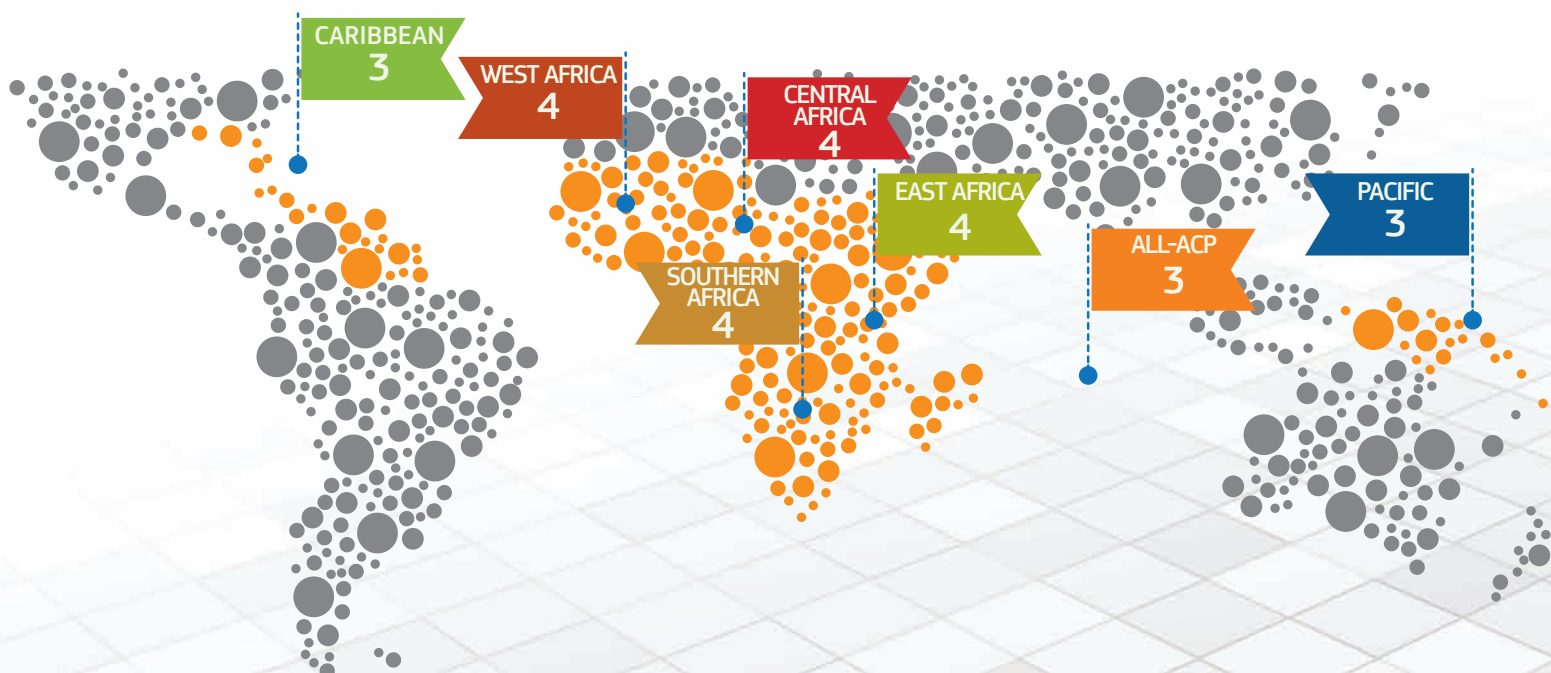 CARIBBEAN
3
WEST AFRICA
4
CENTRAL
AFRICA
4
EAST AFRICA
4
PACIFIC
3
ALL-ACP
3
SOUTHERN
AFRICA
4